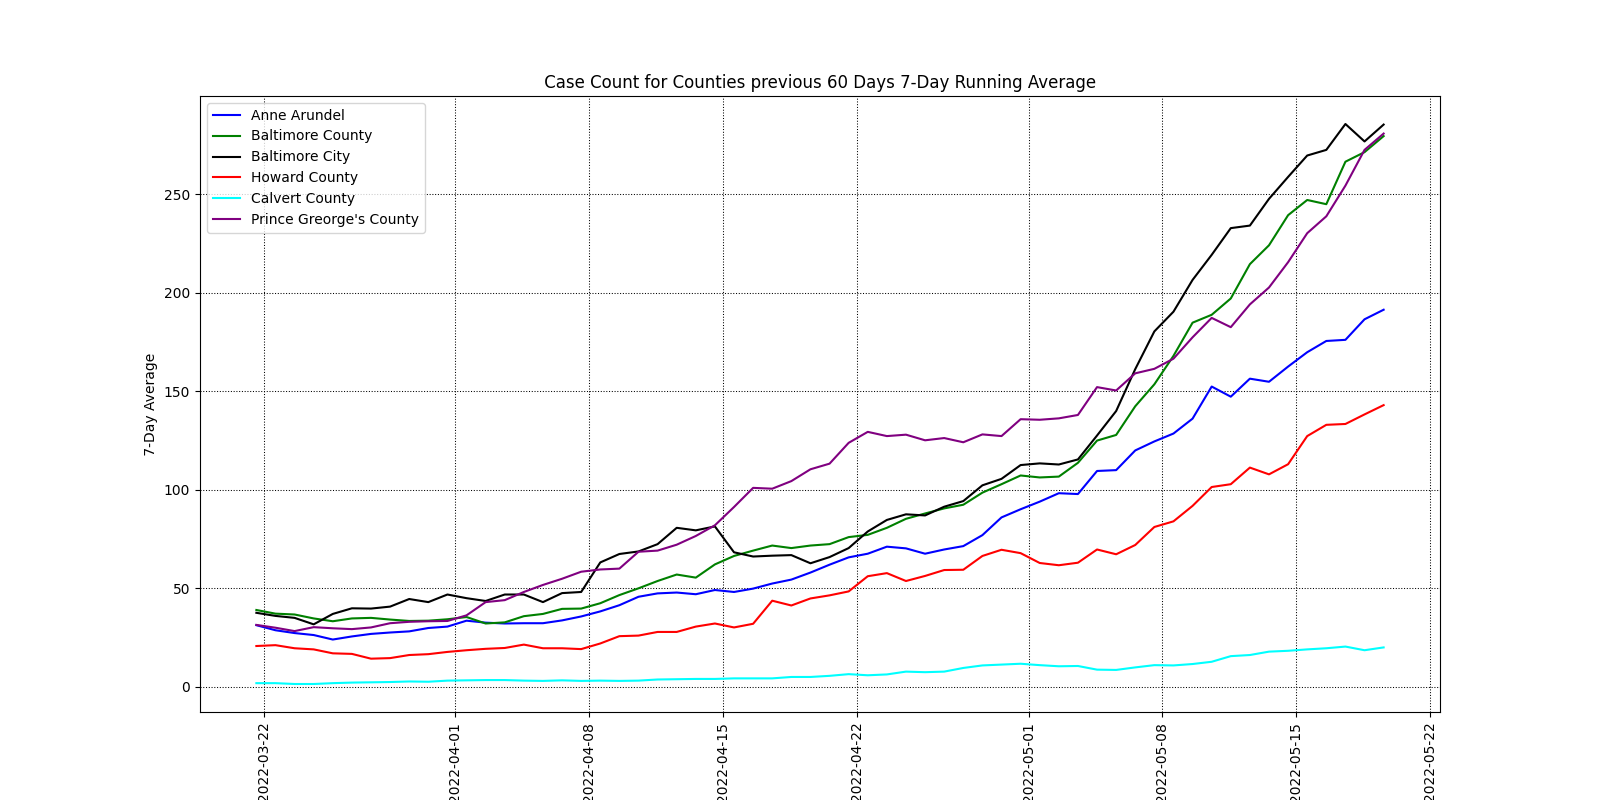 Case Count for Counties previous 60 Days 7-Day Running Average
Anne Arundel
Baltimore County
Baltimore City
Howard County
Calvert County
Prince Greorge's County
7-Day Average
250
200
150
100
50
0
2022-03-22
2022-04-01
2022-04-08
2022-04-15
2022-04-22
2022-05-01
2022-05-08
2022-05-15
2022-05-22